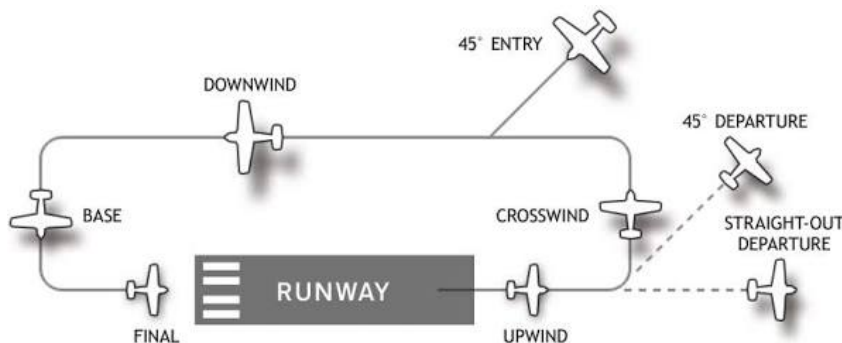 45° ENTRY
DOWNWIND
45° DEPARTURE
BASE
CROSSWIND
STRAIGHT-OUT
DEPARTURE
RUNWAY
FINAL
UPWIND